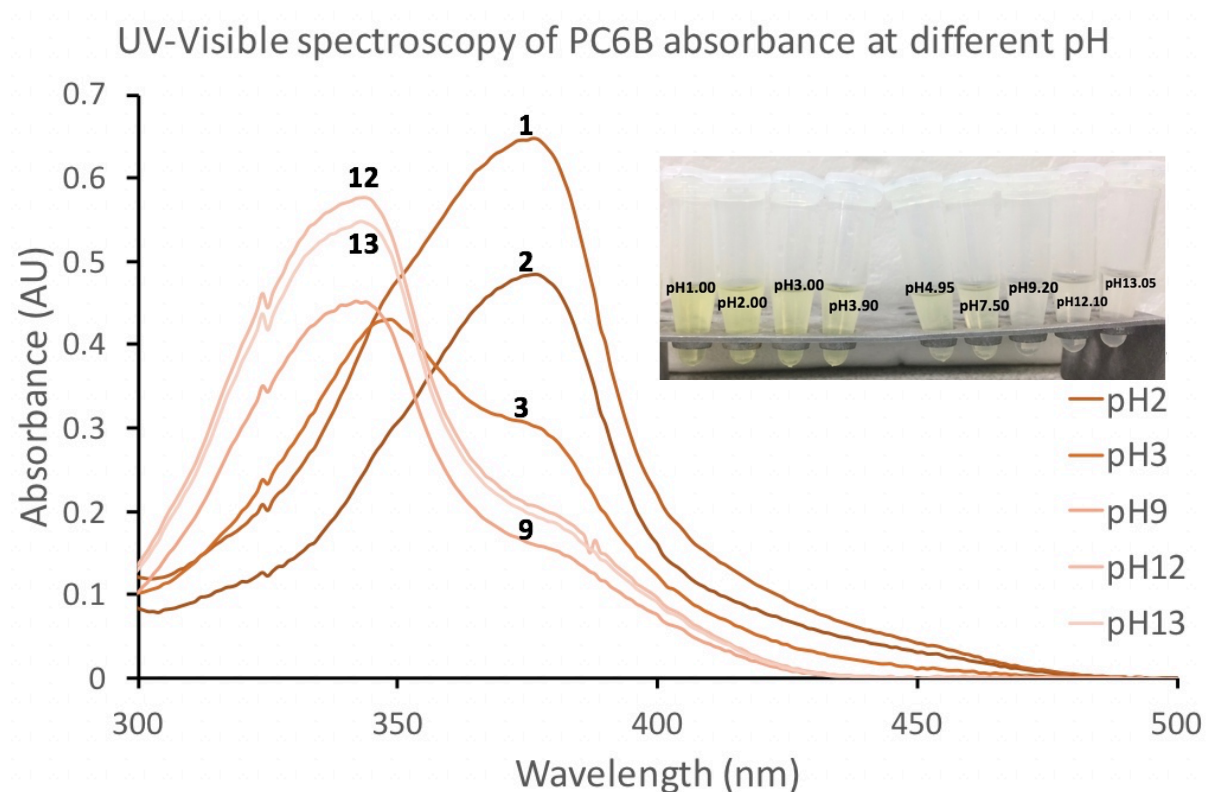 UV-Visible spectroscopy of PC6B absorbance at different pH
0.7
0.6
0.5
0.4
0.3
0.2
0.1
0
Absorbance (AU)
300
350
400
450
500
Wavelength (nm)
1
12
13
2
3
9
pH1.00
pH2.00
pH3.00
pH3.90
pH4.95
pH7.50
pH9.20
pH12.10
pH13.05
pH2
pH3
pH9
pH12
pH13